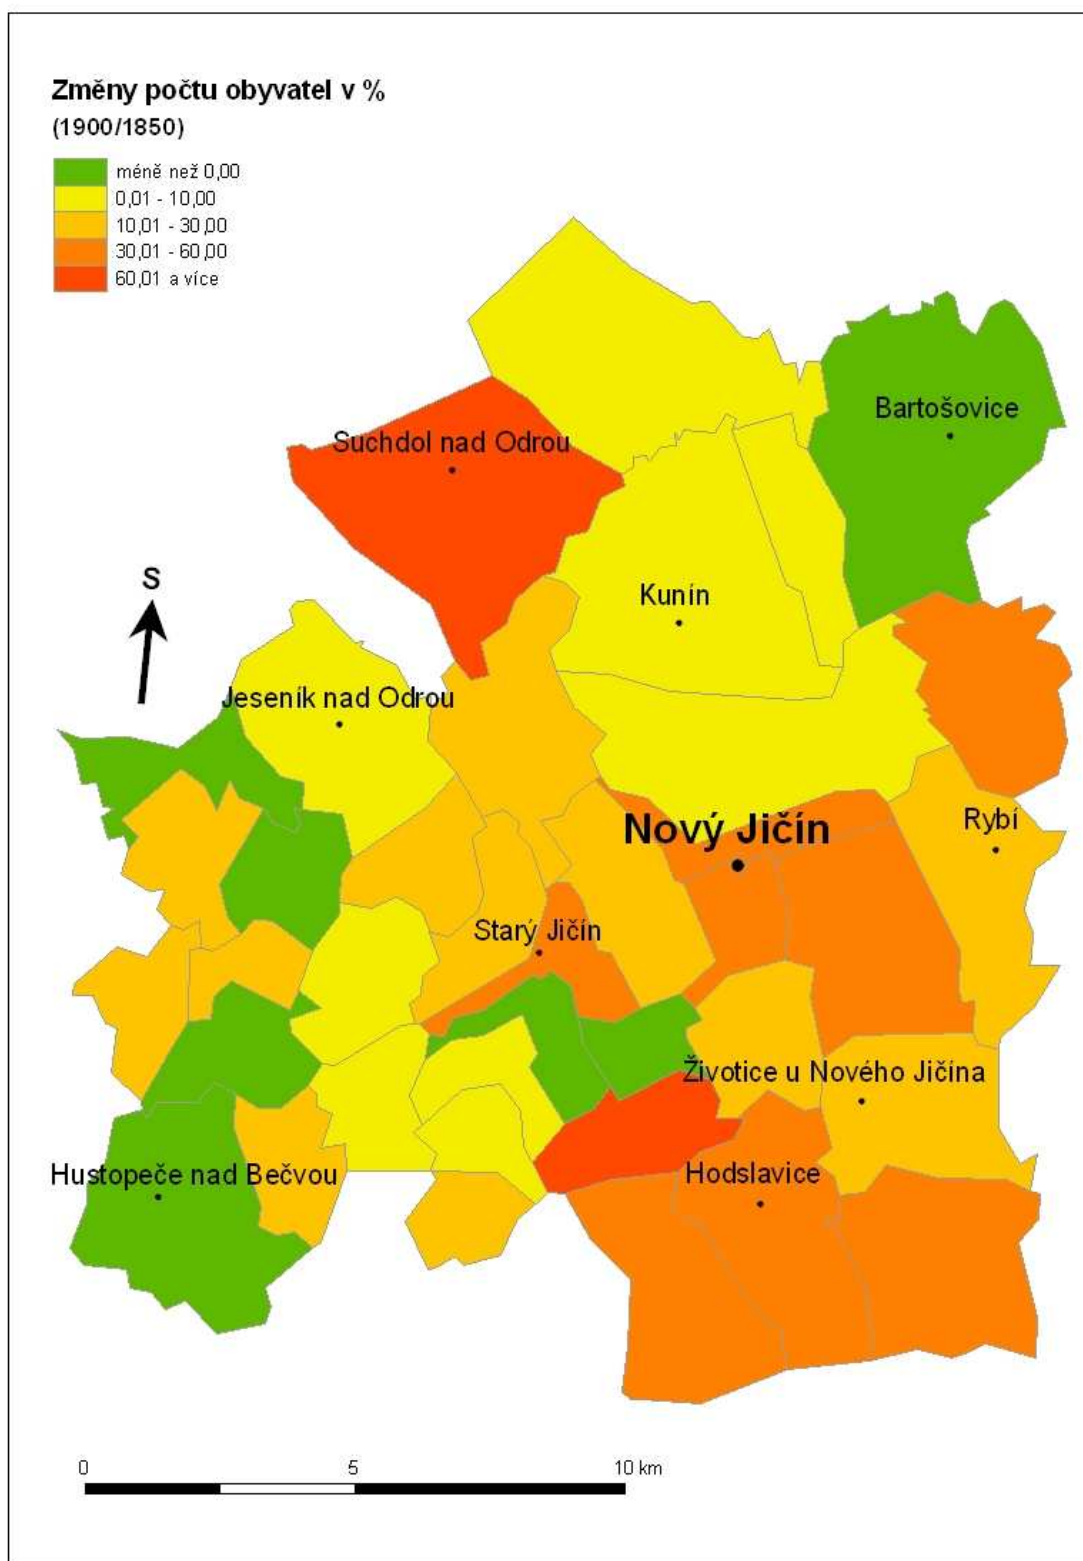 Změny počtu obyvatel v %
(1900/1850)
méně než 0,00
0,01 - 10,00
10,01 - 30,00
30,01 - 60,00
60,01 a více
Bartošovice
Suchdol nad Odrou
S
Kunín
Jeseník nad Odrou
Rybí
Nový Jičín
Starý Jičín
Životice u Nového Jičína
Hustopeče nad Bečvou
Hodslavice
0 5 10 km